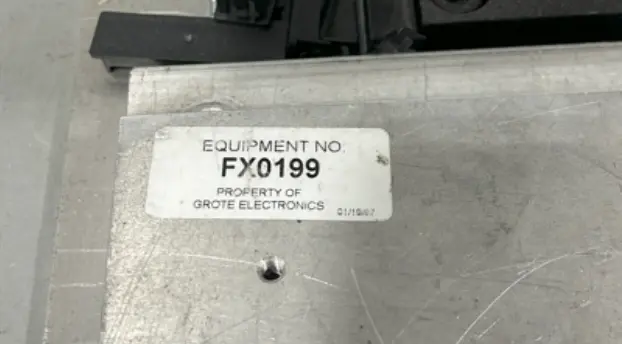 EQUIPMENT NO.
FX0199
PROPERTY OF
GROTE ELECTRONICS